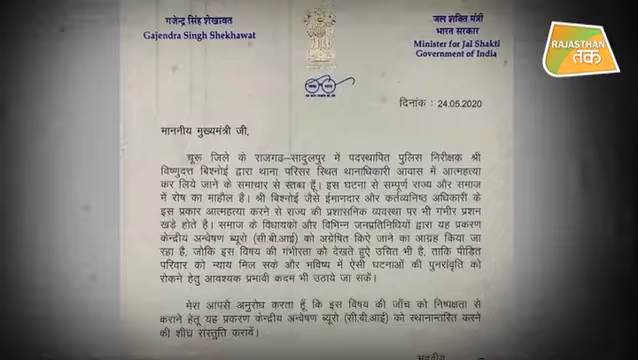 गजेन्द्र सिंह शेखावत
Gajendra Singh Shekhawat
जल शक्ति मंत्री
भारत सरकार
Minister for Jal Shakti
Government of India
RAJASTHAN
तक
दिनांक : 24.05.2020
माननीय मुख्यमंत्री जी,
चूरू जिले के राजगढ–सादुलपुर में पदस्थापित पुलिस निरीक्षक श्री
विष्णुदत्त बिश्नोई द्वारा थाना परिसर स्थित थानाधिकारी आवास में आत्महत्या
कर लिये जाने के समाचार से स्तब्ध हूँ। इस घटना से सम्पूर्ण राज्य और समाज
में रोष का माहौल है। श्री बिश्नोई जैसे ईमानदार और कर्तव्यनिष्ठ अधिकारी के
इस प्रकार आत्महत्या करने से राज्य की प्रशासनिक व्यवस्था पर भी गंभीर प्रशन
खड़े होते है। समाज के विधायकों और विभिन्न जनप्रतिनिधियों द्वारा यह प्रकरण
केन्द्रीय अन्वेषण ब्यूरो (सी.बी.आई) को अग्रेषित किऐ जाने का आग्रह किया जा
रहा है, जोकि इस विषय की गंभीरता को देखते हुऐ उचित भी है, ताकि पीड़ित
परिवार को न्याय मिल सके और भविष्य में ऐसी घटनाओं की पुनरांवृति को
रोकने हेतु आवश्यक प्रभावी कदम भी उठाये जा सकें।
मेरा आपसे अनुरोध करता हूँ कि इस विषय की जाँच को निष्पक्षता से
कराने हेतू यह प्रकरण केन्द्रीय अन्वेषण ब्यूरो (सी.बी.आई) को स्थानान्तरित करने
की शीघ्र संस्तुति करावें।